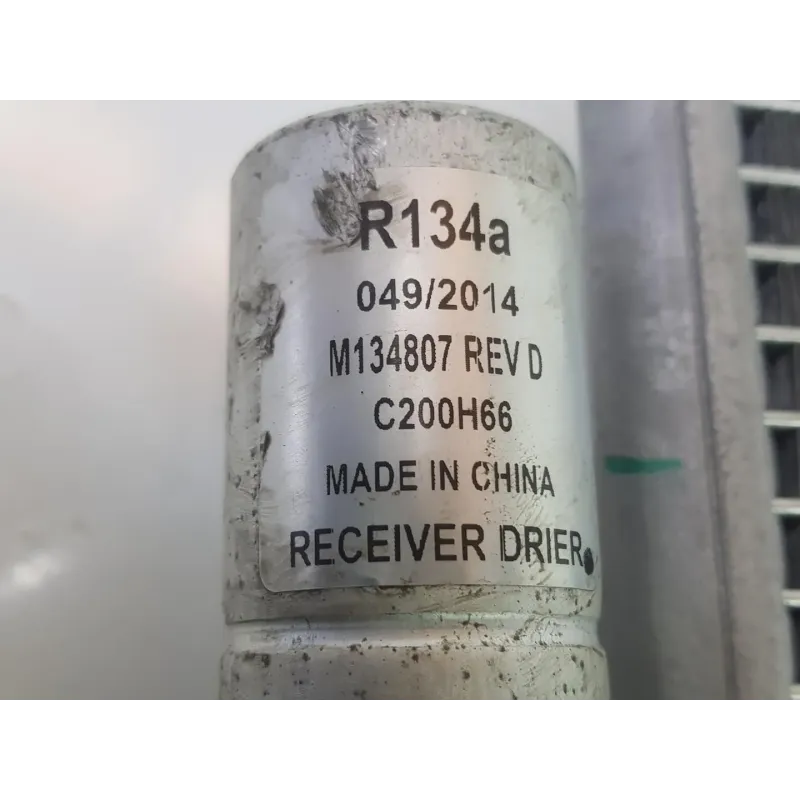 R134a
049/2014
M134807 REV D
C200H66
MADE IN CHINA
RECEIVER DRIER